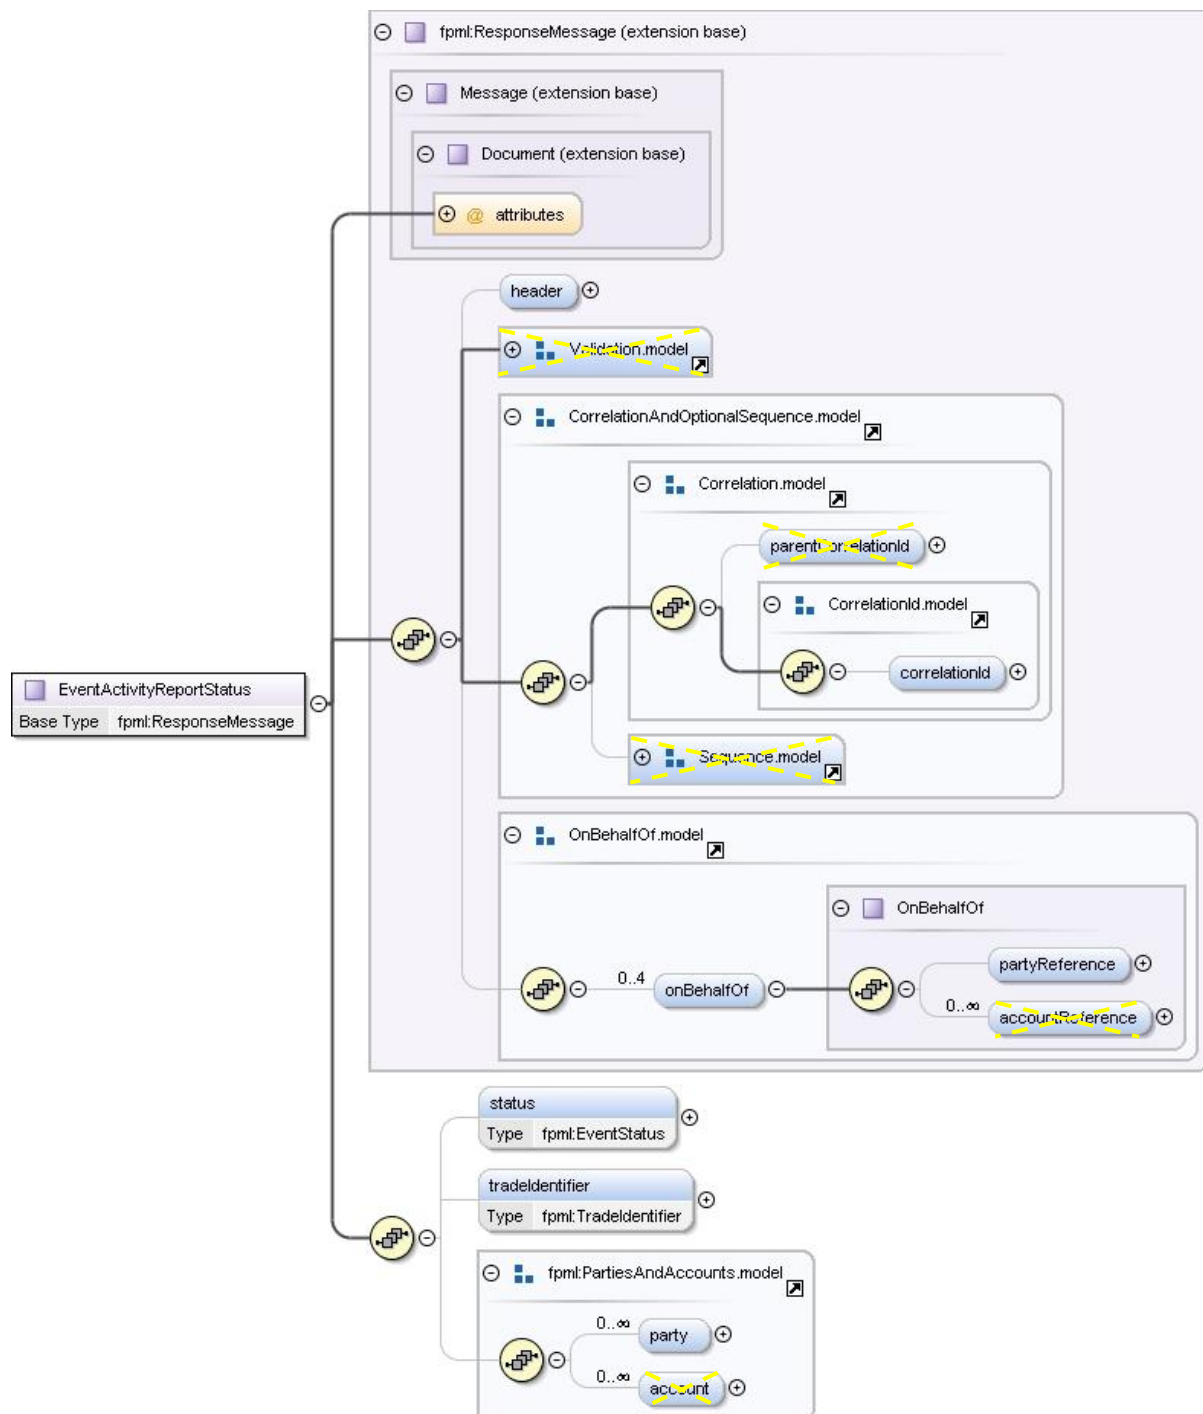 fpml:ResponseMessage (extension base)
Message (extension base)
Document (extension base)
@ attributes
header
Validation.model
CorrelationAndOptionalSequence.model
Correlation.model
parentCorrelationId
CorrelationId.model
correlationId
EventActivityReportStatus
Base Type fpml:ResponseMessage
Sequence.model
OnBehalfOf.model
OnBehalfOf
partyReference
0..4 onBehalfOf
0..∞ accountReference
status
Type fpml:EventStatus
tradeIdentifier
Type fpml:TradeIdentifier
fpml:PartiesAndAccounts.model
0..∞ party
0..∞ account